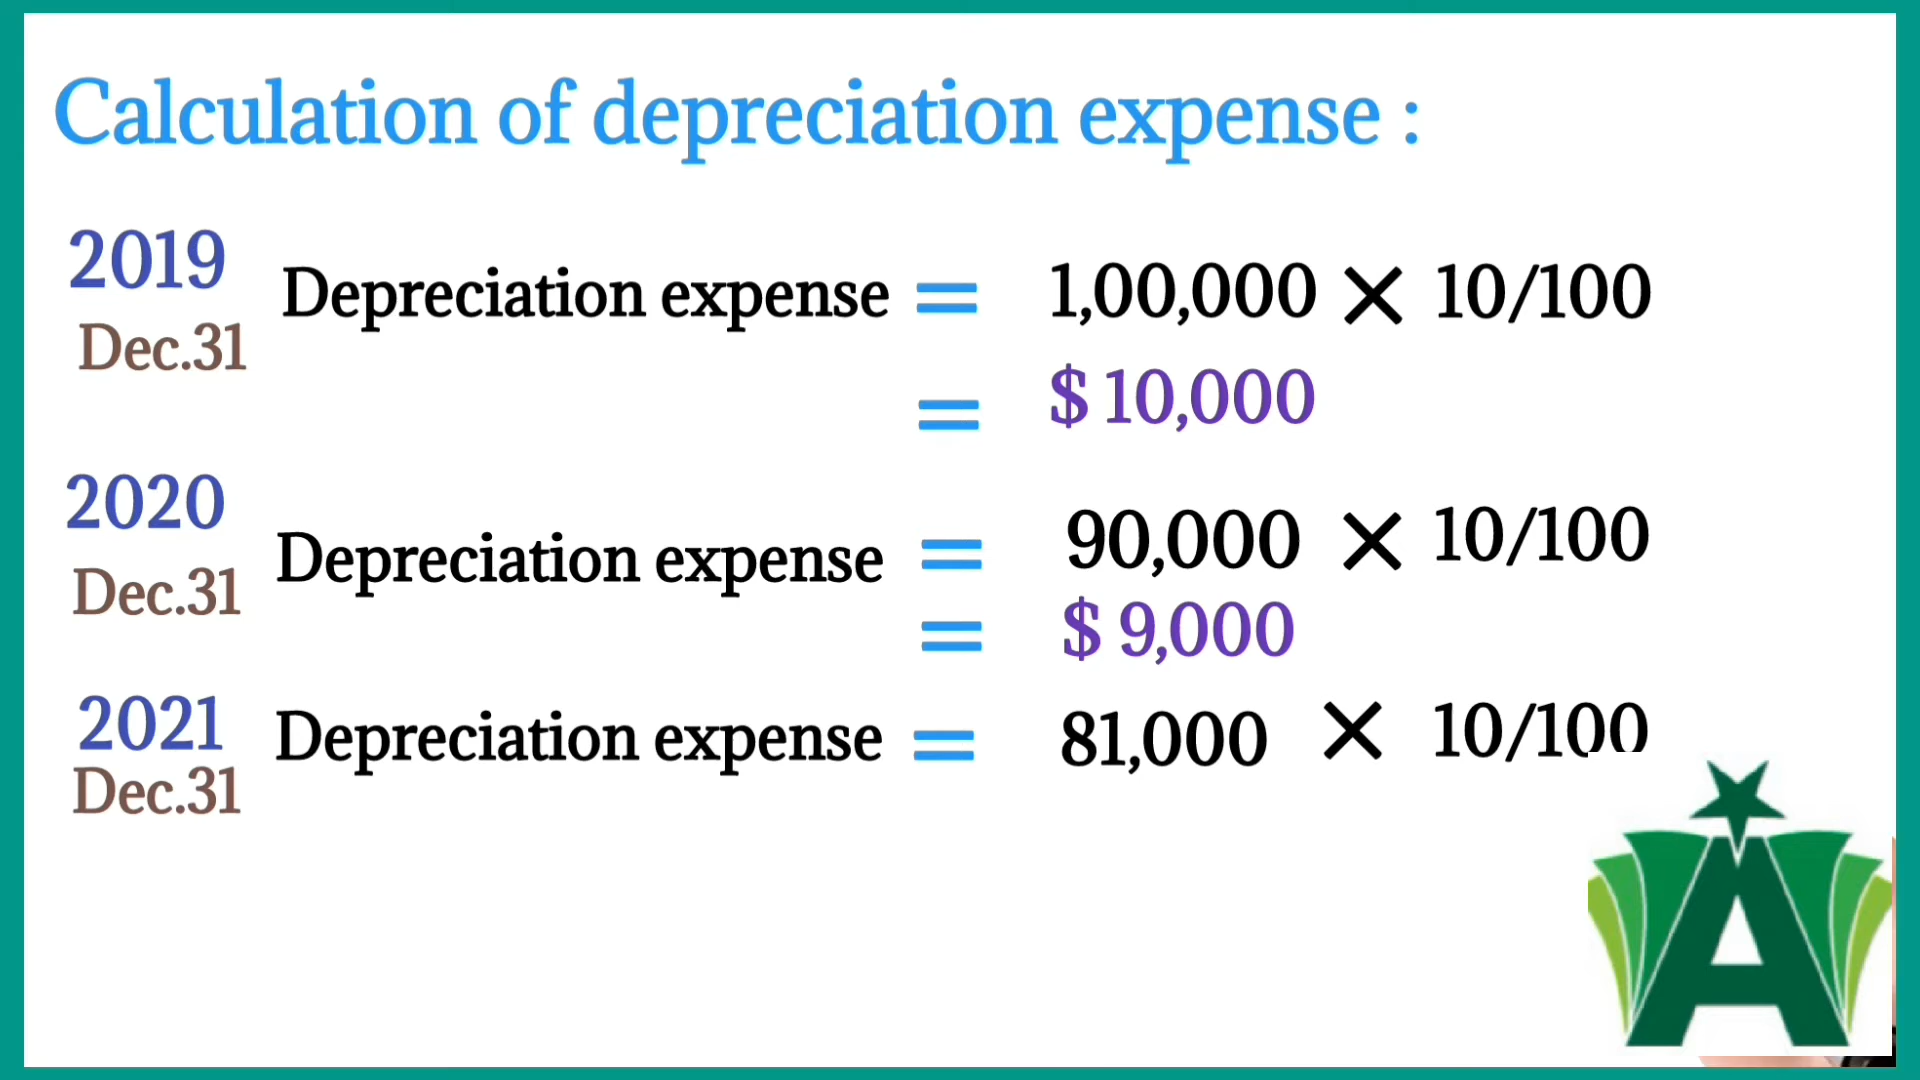 Calculation of depreciation expense :
2019 Depreciation expense = 1,00,000 × 10/100
Dec.31
= $ 10,000
2020
Depreciation expense = 90,000 × 10/100
Dec.31
= $ 9,000
2021 Depreciation expense = 81,000 × 10/100
Dec.31
A